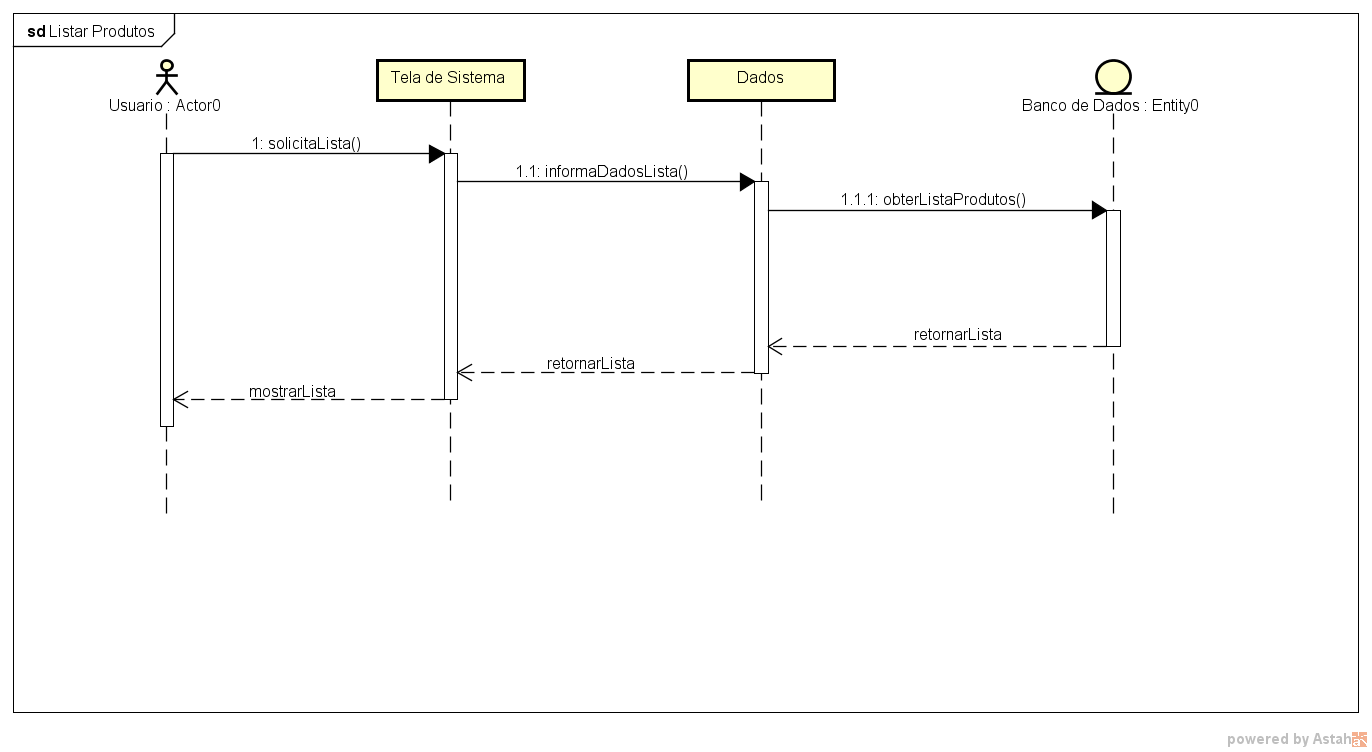 sd Listar Produtos
Usuario : Actor0
Tela de Sistema
Dados
Banco de Dados : Entity0
1: solicitaLista()
1.1: informaDadosLista()
1.1.1: obterListaProdutos()
retornarLista
retornarLista
mostrarLista
powered by Astah